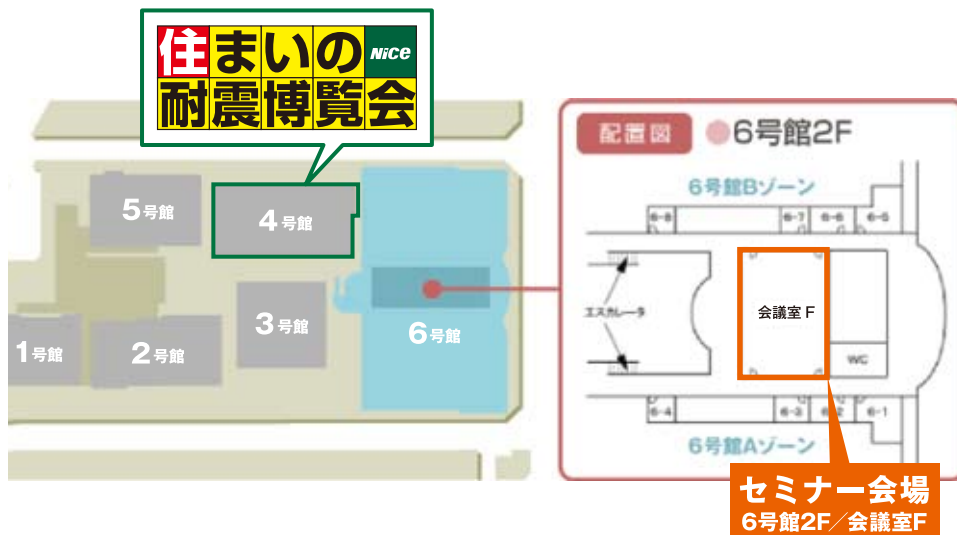 住まいの Nice
耐震博覧会
配置図 ●6号館2F
6号館Bゾーン
6-8 6-7 6-6 6-5
5号館
4号館
エスカレータ
会議室F
3号館
6号館
1号館
2号館
WC
6-4 6-3 6-2 6-1
6号館Aゾーン
セミナー会場
6号館2F/会議室F